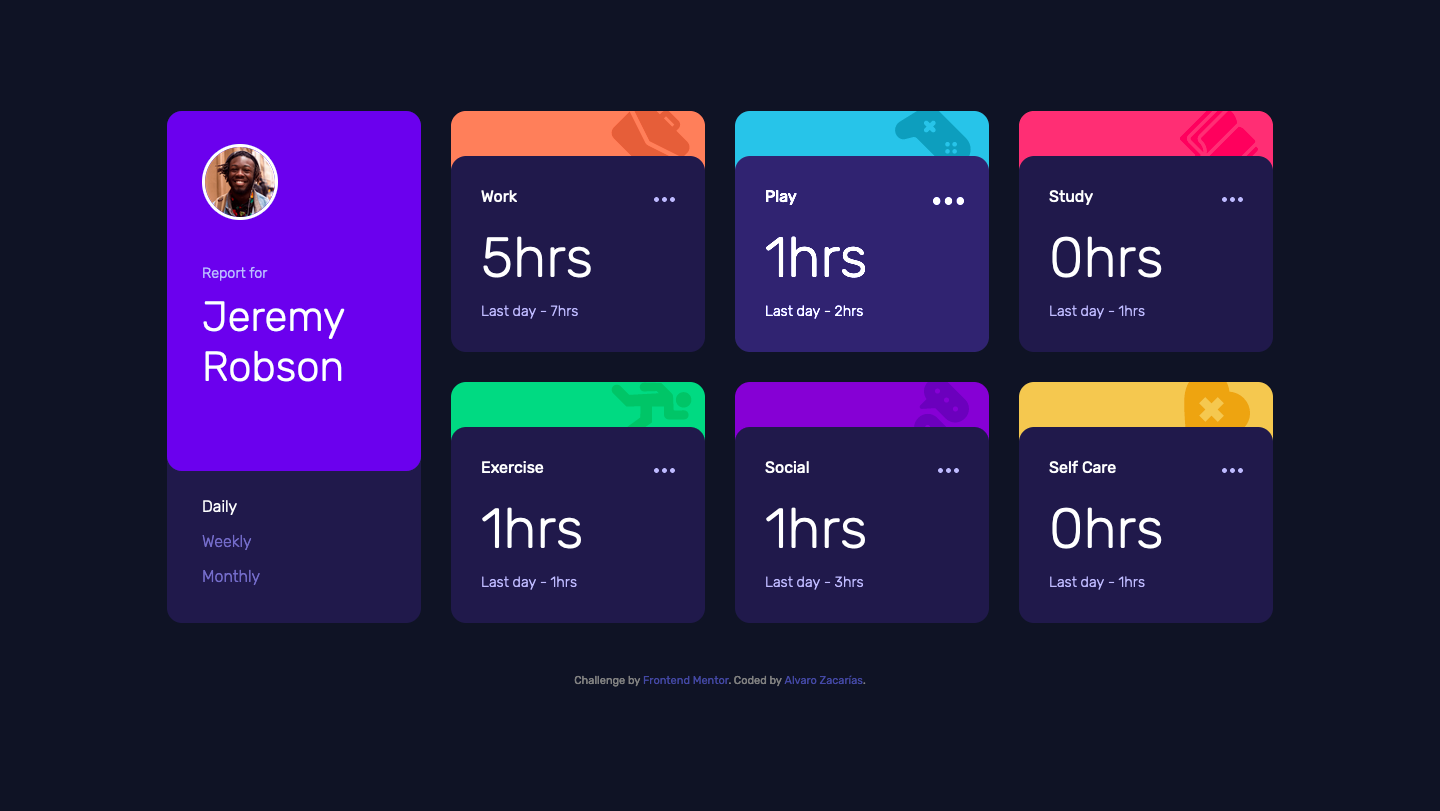 Report for
Jeremy
Robson
Daily
Weekly
Monthly
Work
5hrs
Last day - 7hrs
Play
1hrs
Last day - 2hrs
Study
0hrs
Last day - 1hrs
Exercise
1hrs
Last day - 1hrs
Social
1hrs
Last day - 3hrs
Self Care
0hrs
Last day - 1hrs
Challenge by Frontend Mentor. Coded by Alvaro Zacarías.